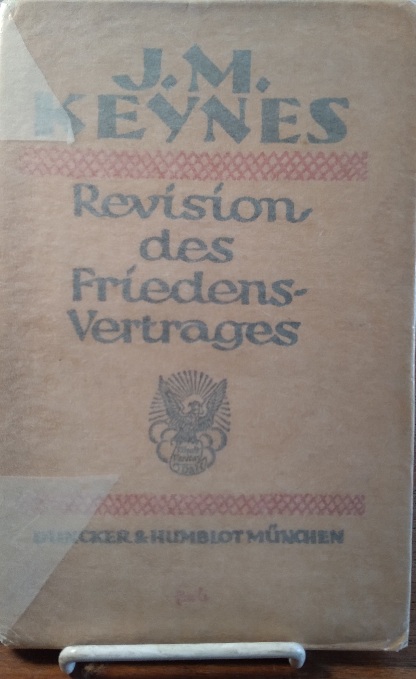 J.M.
KEYNES
Revision
des
Friedens-
Vertrages
DUNCKER & HUMBLOT MÜNCHEN